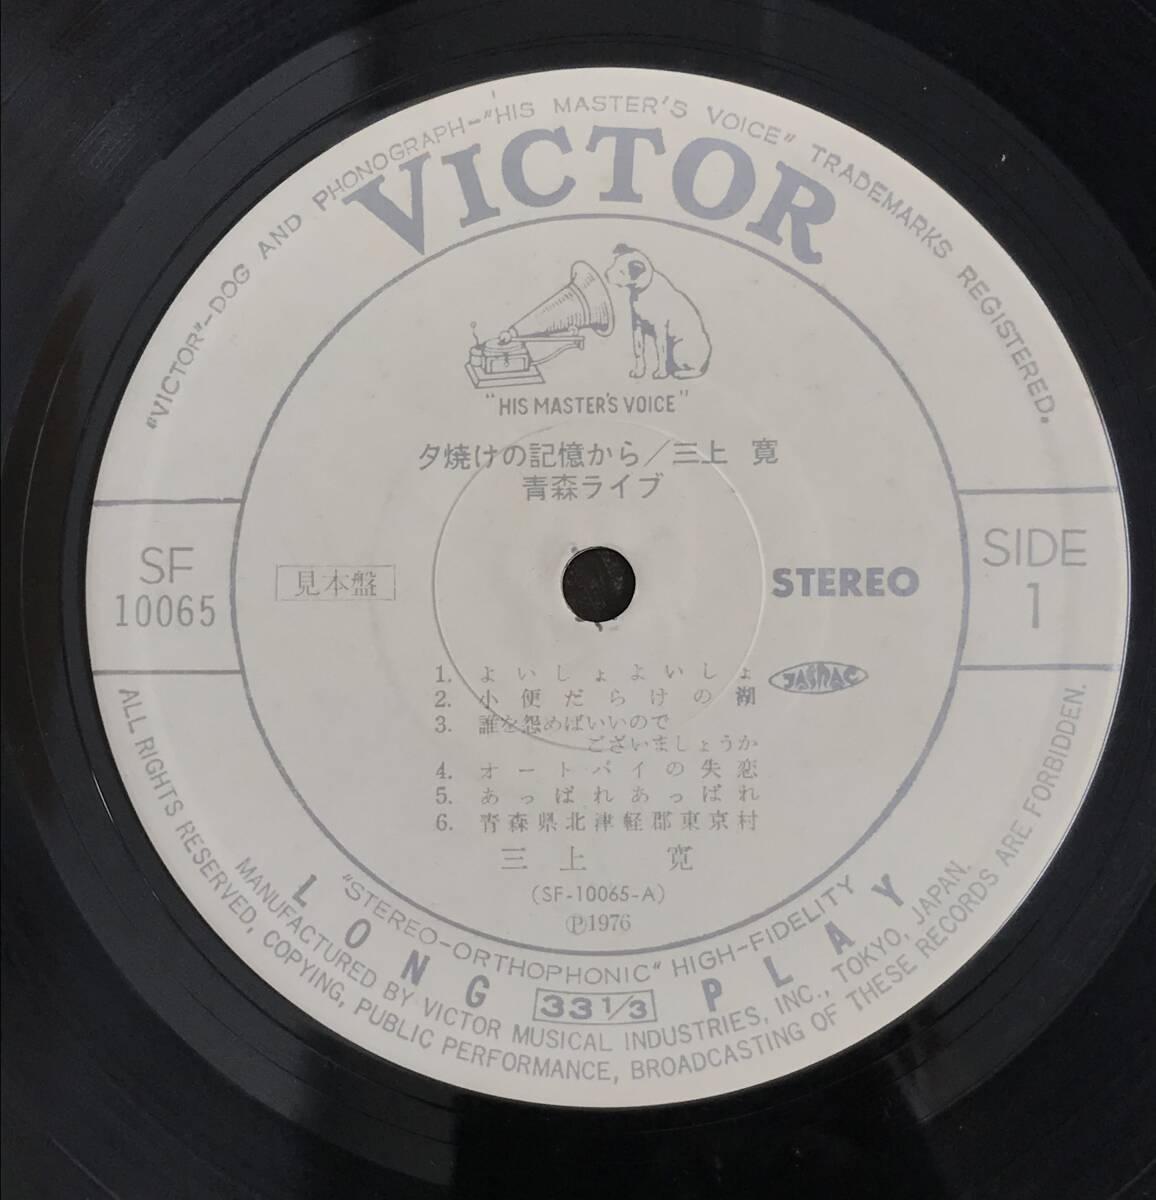 "VICTOR"–DOG AND PHONOGRAPH–"HIS MASTER'S VOICE" TRADEMARKS REGISTERED.
VICTOR
"HIS MASTER'S VOICE"
夕焼けの記憶から/三上 寛
青森ライブ
SF
10065
見本盤
STEREO
SIDE
1
JASRAC
1. よいしょよいしょ
2. 小便だらけの湖
3. 誰を怨めばいいので
ございましょうか
4. オートバイの失恋
5. あっぱれあっぱれ
6. 青森県北津軽郡東京村
三上 寛
(SF-10065-A)
Ⓟ1976
"STEREO-ORTHOPHONIC" HIGH-FIDELITY
LONG 33 1/3 PLAY
MANUFACTURED BY VICTOR MUSICAL INDUSTRIES, INC., TOKYO, JAPAN.
ALL RIGHTS RESERVED, COPYING, PUBLIC PERFORMANCE, BROADCASTING OF THESE RECORDS ARE FORBIDDEN.